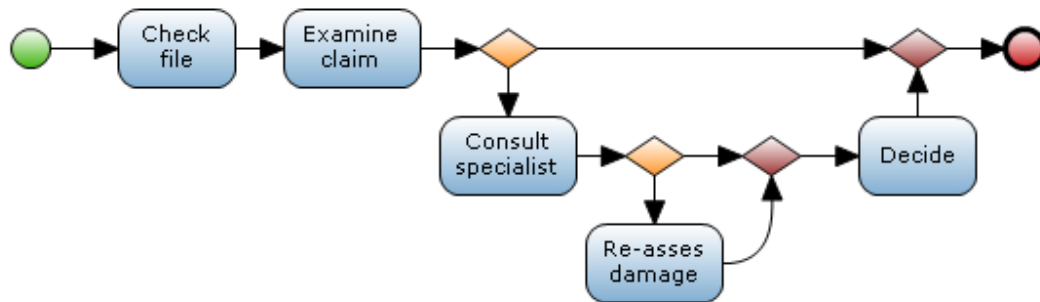 Check
file
Examine
claim
Consult
specialist
Decide
Re-asses
damage